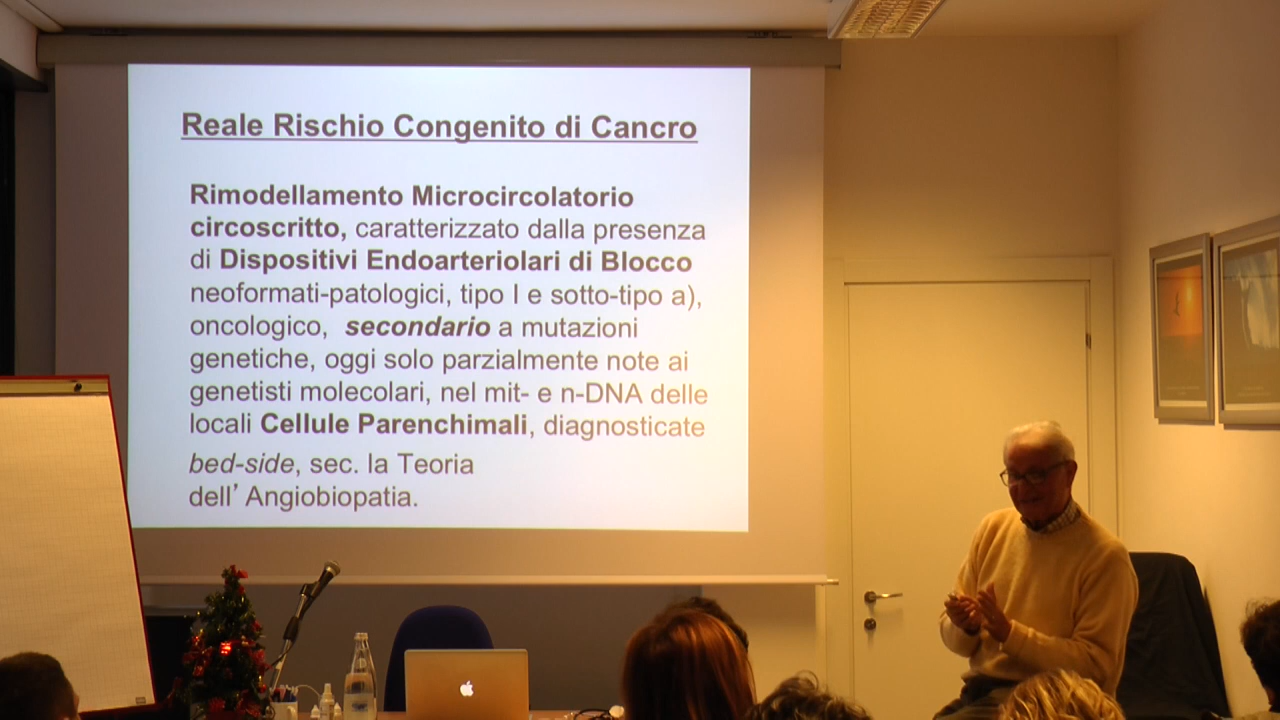 Reale Rischio Congenito di Cancro
Rimodellamento Microcircolatorio
circoscritto, caratterizzato dalla presenza
di Dispositivi Endoarteriolari di Blocco
neoformati-patologici, tipo I e sotto-tipo a),
oncologico, secondario a mutazioni
genetiche, oggi solo parzialmente note ai
genetisti molecolari, nel mit- e n-DNA delle
locali Cellule Parenchimali, diagnosticate
bed-side, sec. la Teoria
dell’Angiobiopatia.